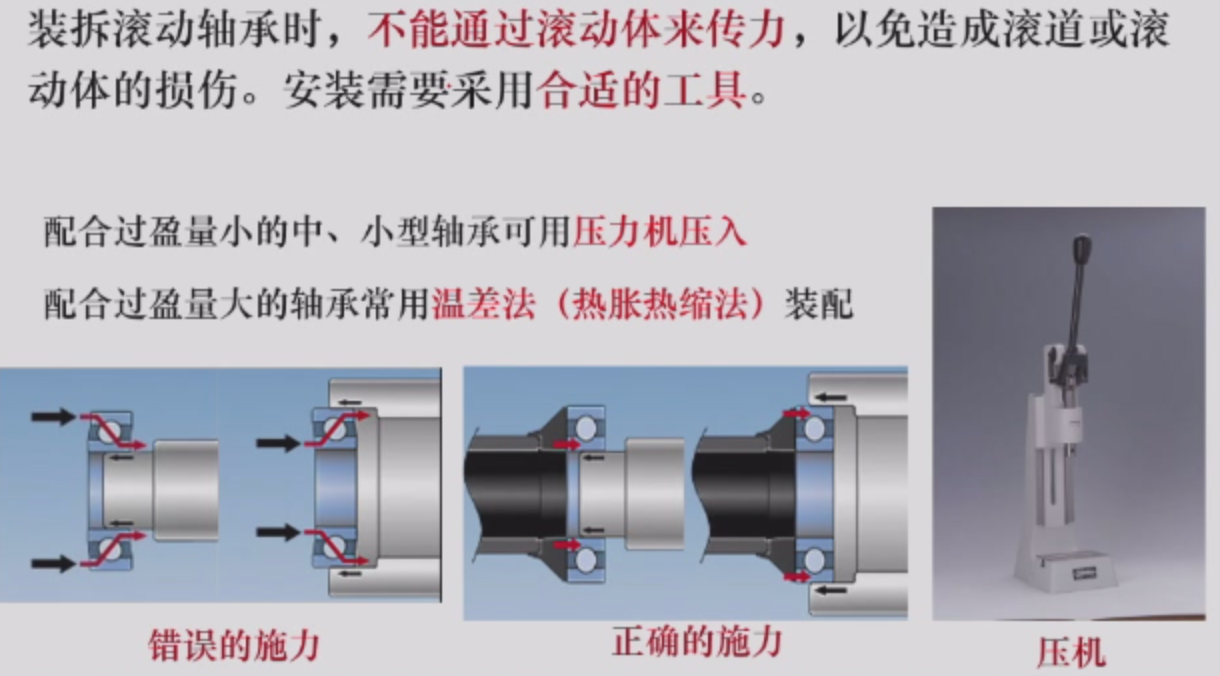 装拆滚动轴承时，不能通过滚动体来传力，以免造成滚道或滚
动体的损伤。安装需要采用合适的工具。
配合过盈量小的中、小型轴承可用压力机压入
配合过盈量大的轴承常用温差法（热胀热缩法）装配
错误的施力
正确的施力
压机